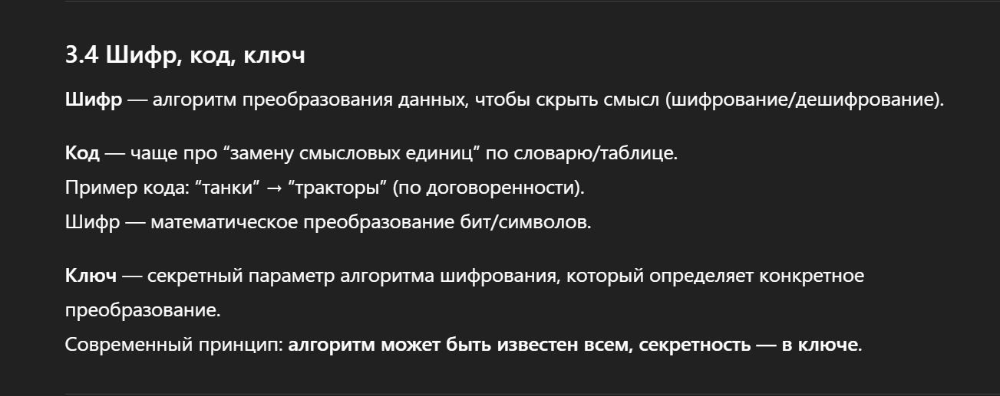 3.4 Шифр, код, ключ
Шифр — алгоритм преобразования данных, чтобы скрыть смысл (шифрование/дешифрование).
Код — чаще про “замену смысловых единиц” по словарю/таблице.
Пример кода: “танки” → “тракторы” (по договоренности).
Шифр — математическое преобразование бит/символов.
Ключ — секретный параметр алгоритма шифрования, который определяет конкретное
преобразование.
Современный принцип: алгоритм может быть известен всем, секретность — в ключе.